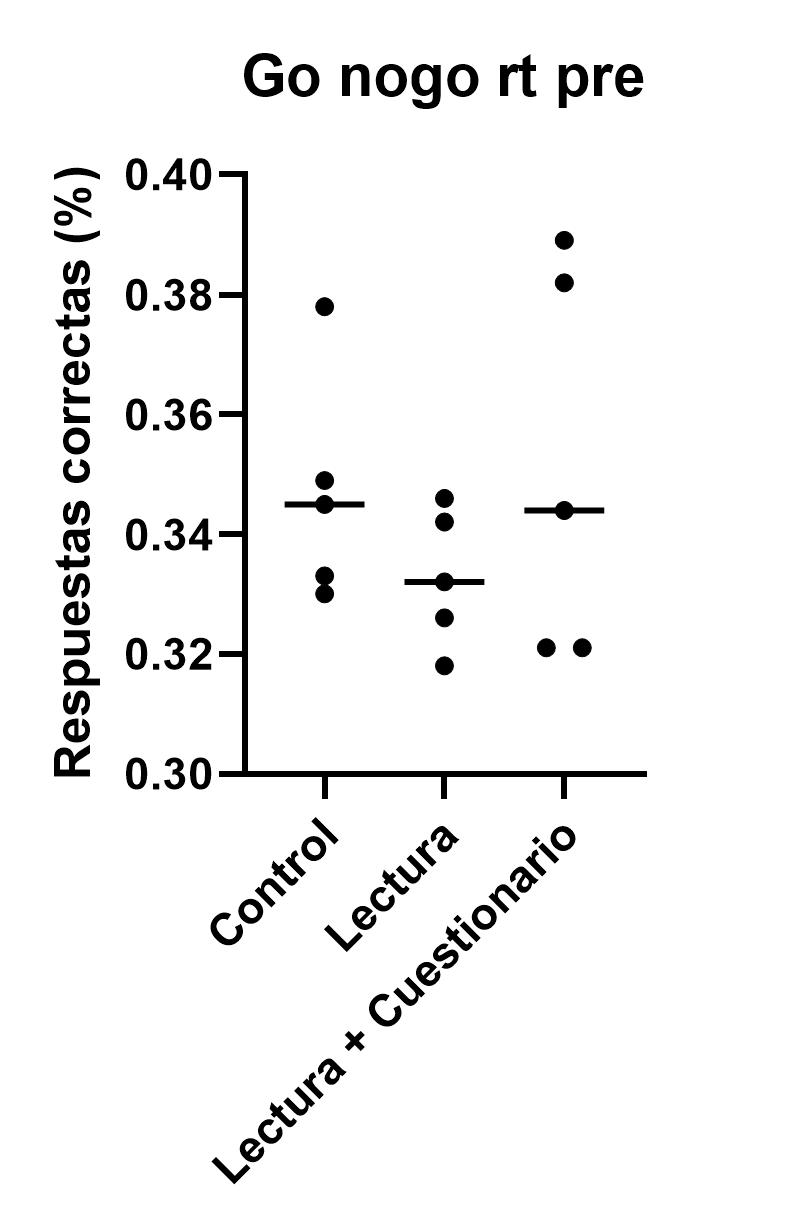 Go nogo rt pre
Respuestas correctas (%)
0.40
0.38
0.36
0.34
0.32
0.30
Control
Lectura
Lectura + Cuestionario